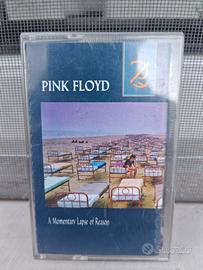 PINK FLOYD
A Momentary Lapse of Reason